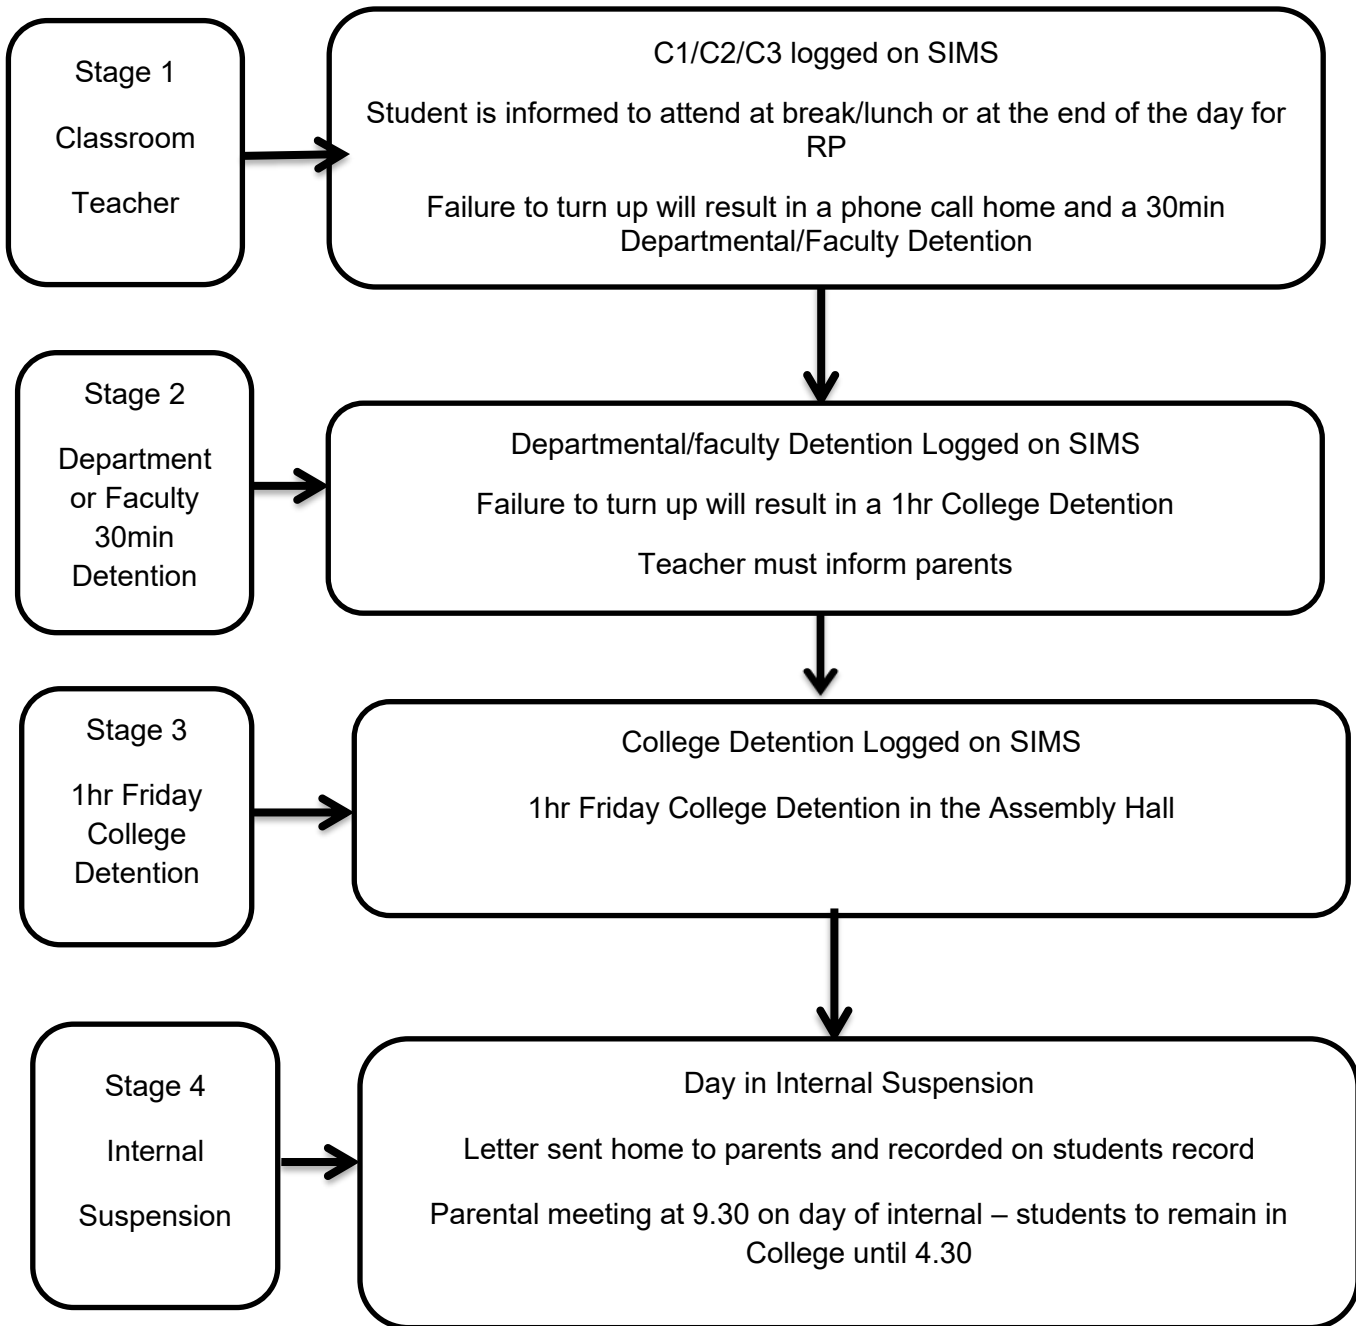 Stage 1
Classroom
Teacher
C1/C2/C3 logged on SIMS
Student is informed to attend at break/lunch or at the end of the day for
RP
Failure to turn up will result in a phone call home and a 30min
Departmental/Faculty Detention
Stage 2
Department
or Faculty
30min
Detention
Departmental/faculty Detention Logged on SIMS
Failure to turn up will result in a 1hr College Detention
Teacher must inform parents
Stage 3
1hr Friday
College
Detention
College Detention Logged on SIMS
1hr Friday College Detention in the Assembly Hall
Stage 4
Internal
Suspension
Day in Internal Suspension
Letter sent home to parents and recorded on students record
Parental meeting at 9.30 on day of internal – students to remain in
College until 4.30